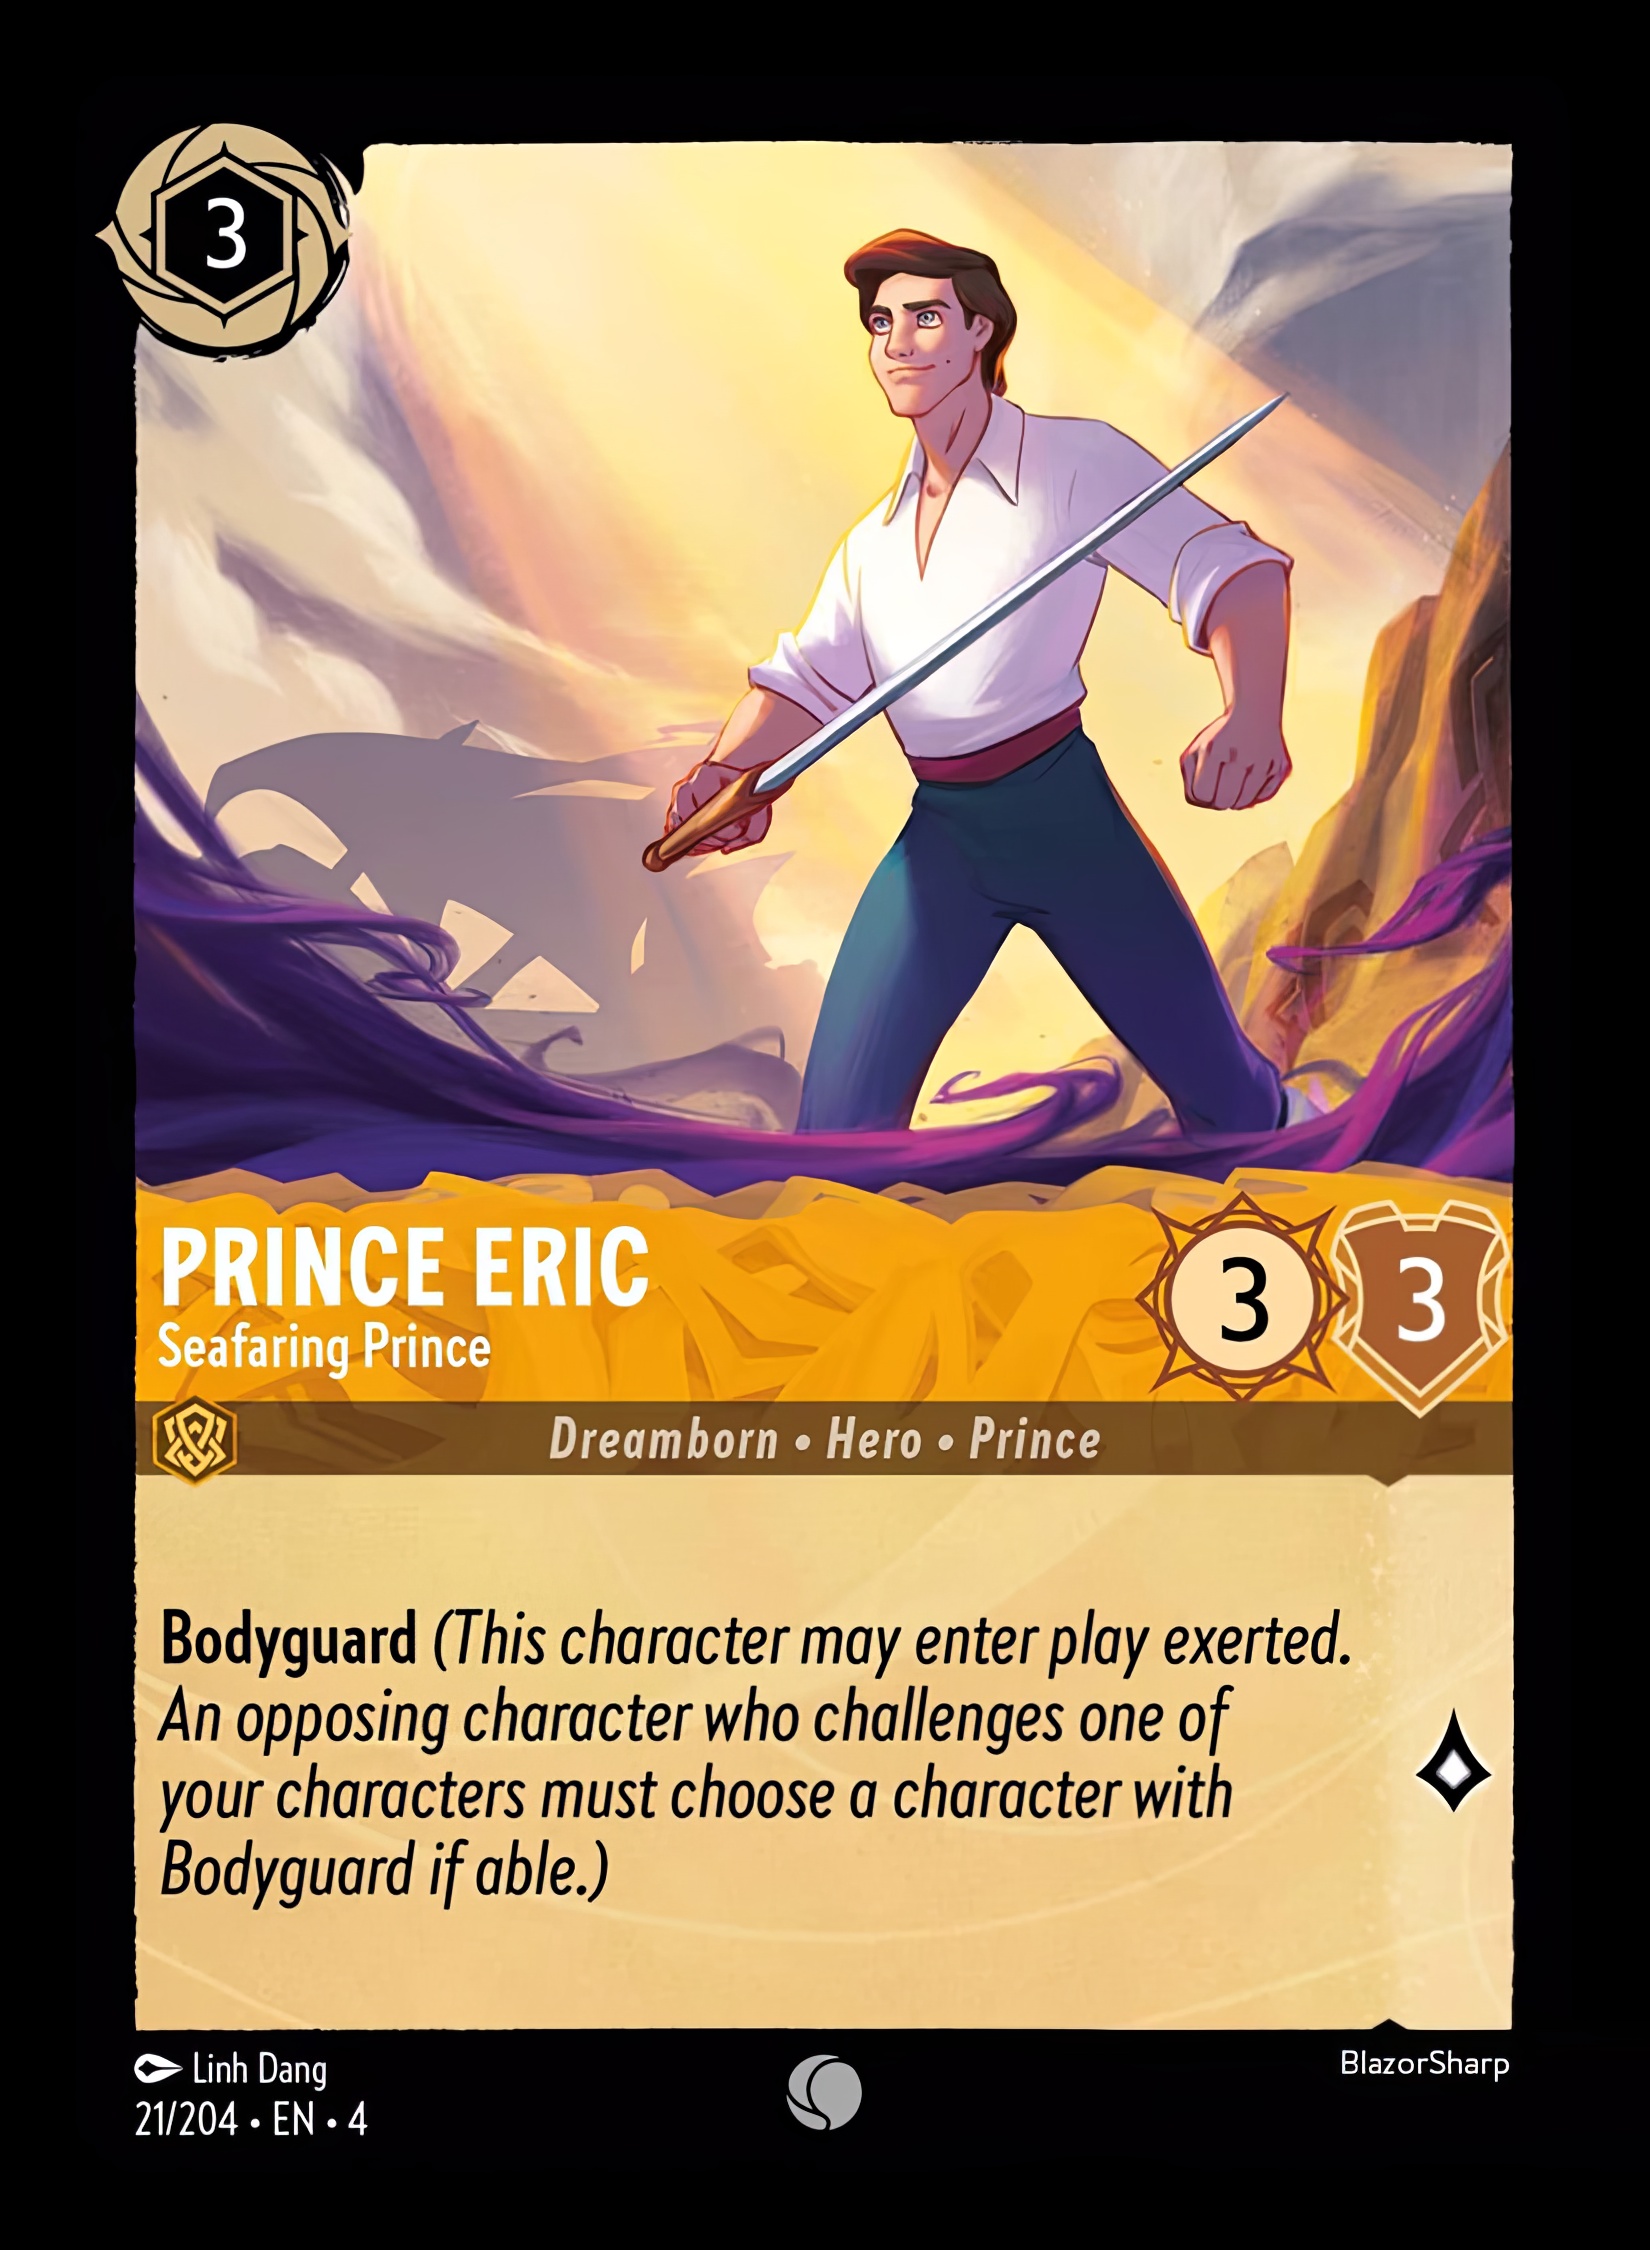 3
PRINCE ERIC
Seafaring Prince
3 3
Dreamborn • Hero • Prince
Bodyguard (This character may enter play exerted.
An opposing character who challenges one of
your characters must choose a character with
Bodyguard if able.)
Linh Dang
BlazorSharp
21/204 • EN • 4